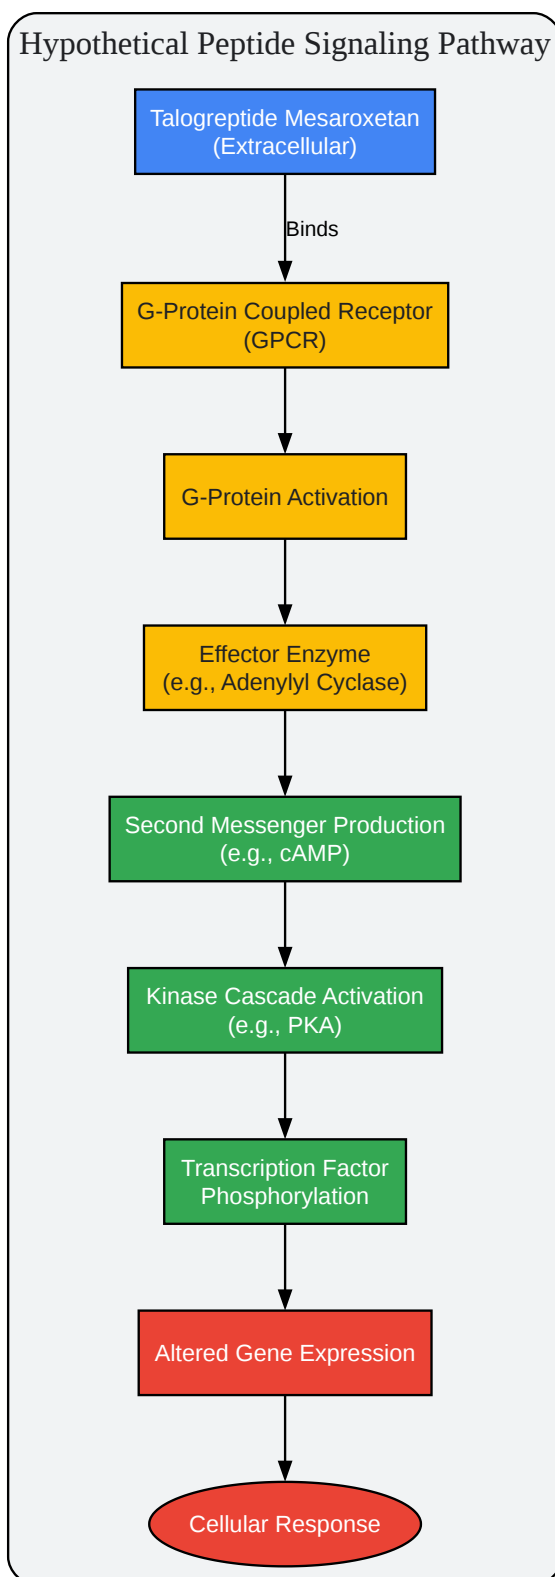 Hypothetical Peptide Signaling Pathway
Talogreptide Mesaroxetan
(Extracellular)
Binds
G-Protein Coupled Receptor
(GPCR)
G-Protein Activation
Effector Enzyme
(e.g., Adenylyl Cyclase)
Second Messenger Production
(e.g., cAMP)
Kinase Cascade Activation
(e.g., PKA)
Transcription Factor
Phosphorylation
Altered Gene Expression
Cellular Response